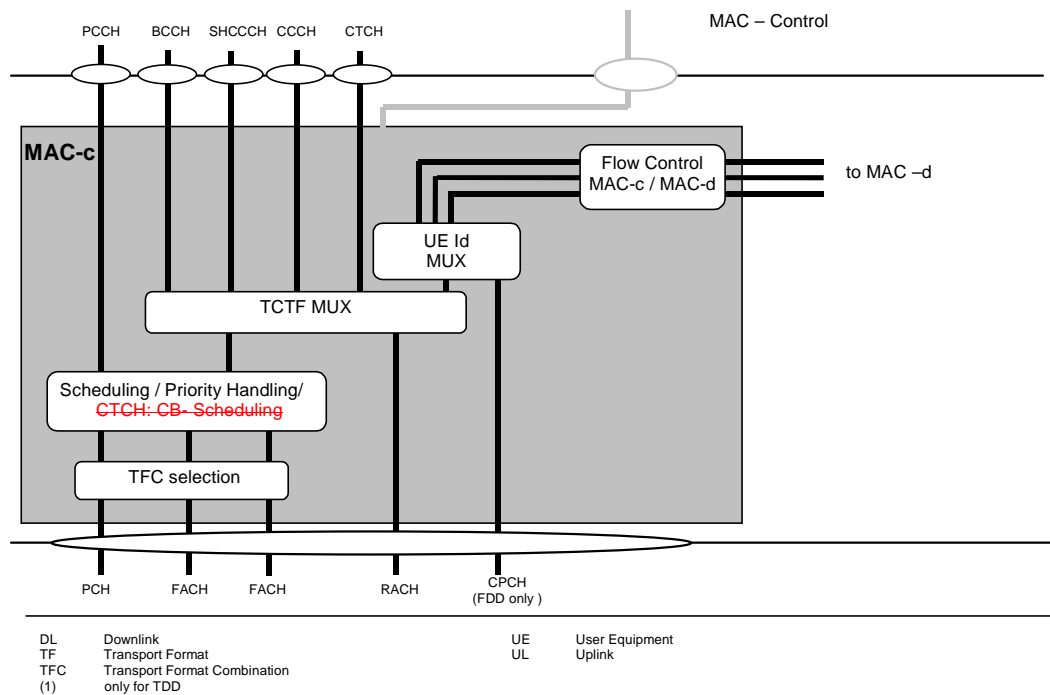 MAC – Control
PCCH BCCH SHCCCH CCCH CTCH
MAC-c
Flow Control
MAC-c / MAC-d
to MAC –d
UE Id
MUX
TCTF MUX
Scheduling / Priority Handling/
CTCH: CB- Scheduling
TFC selection
PCH FACH FACH RACH CPCH
(FDD only )
DL Downlink UE User Equipment
TF Transport Format UL Uplink
TFC Transport Format Combination
(1) only for TDD